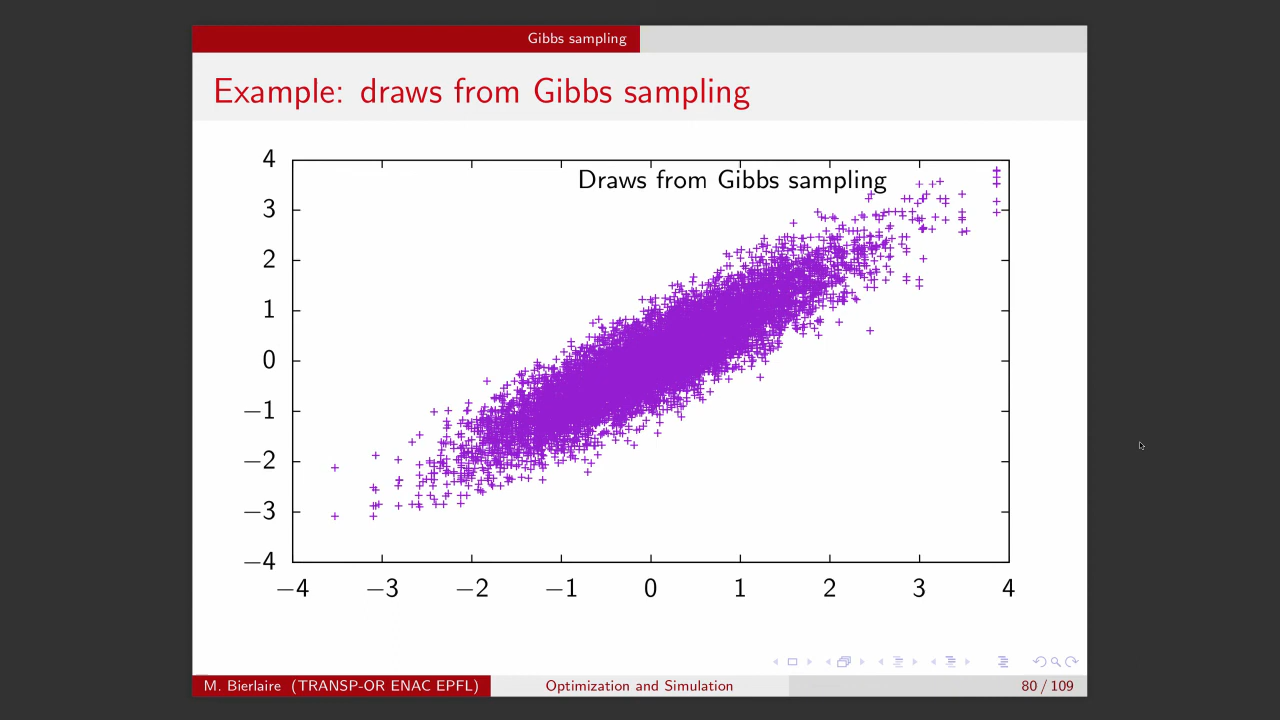 Gibbs sampling
Example: draws from Gibbs sampling
Draws from Gibbs sampling
4
3
2
1
0
−1
−2
−3
−4
−4 −3 −2 −1 0 1 2 3 4
M. Bierlaire (TRANSP-OR ENAC EPFL) Optimization and Simulation 80 / 109